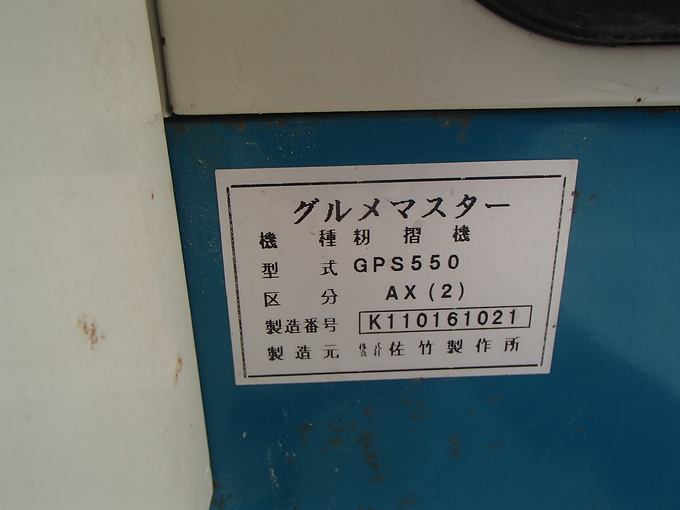 グルメマスター
機種 籾摺機
型式 GPS550
区分 AX(2)
製造番号 K110161021
製造元 株式会社 佐竹製作所